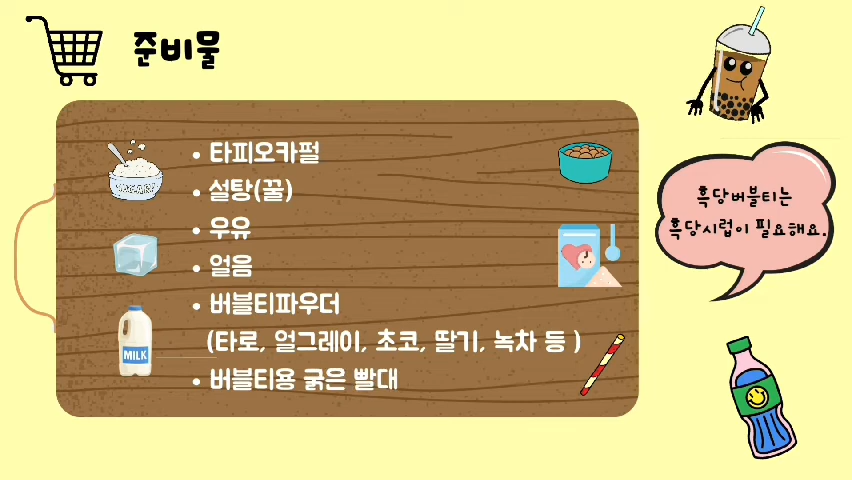 준비물
• 타피오카펄
• 설탕(꿀)
• 우유
• 얼음
• 버블티파우더
(타로, 얼그레이, 초코, 딸기, 녹차 등 )
• 버블티용 굵은 빨대
흑당버블티는
흑당시럽이 필요해요.
SUGAR
MILK